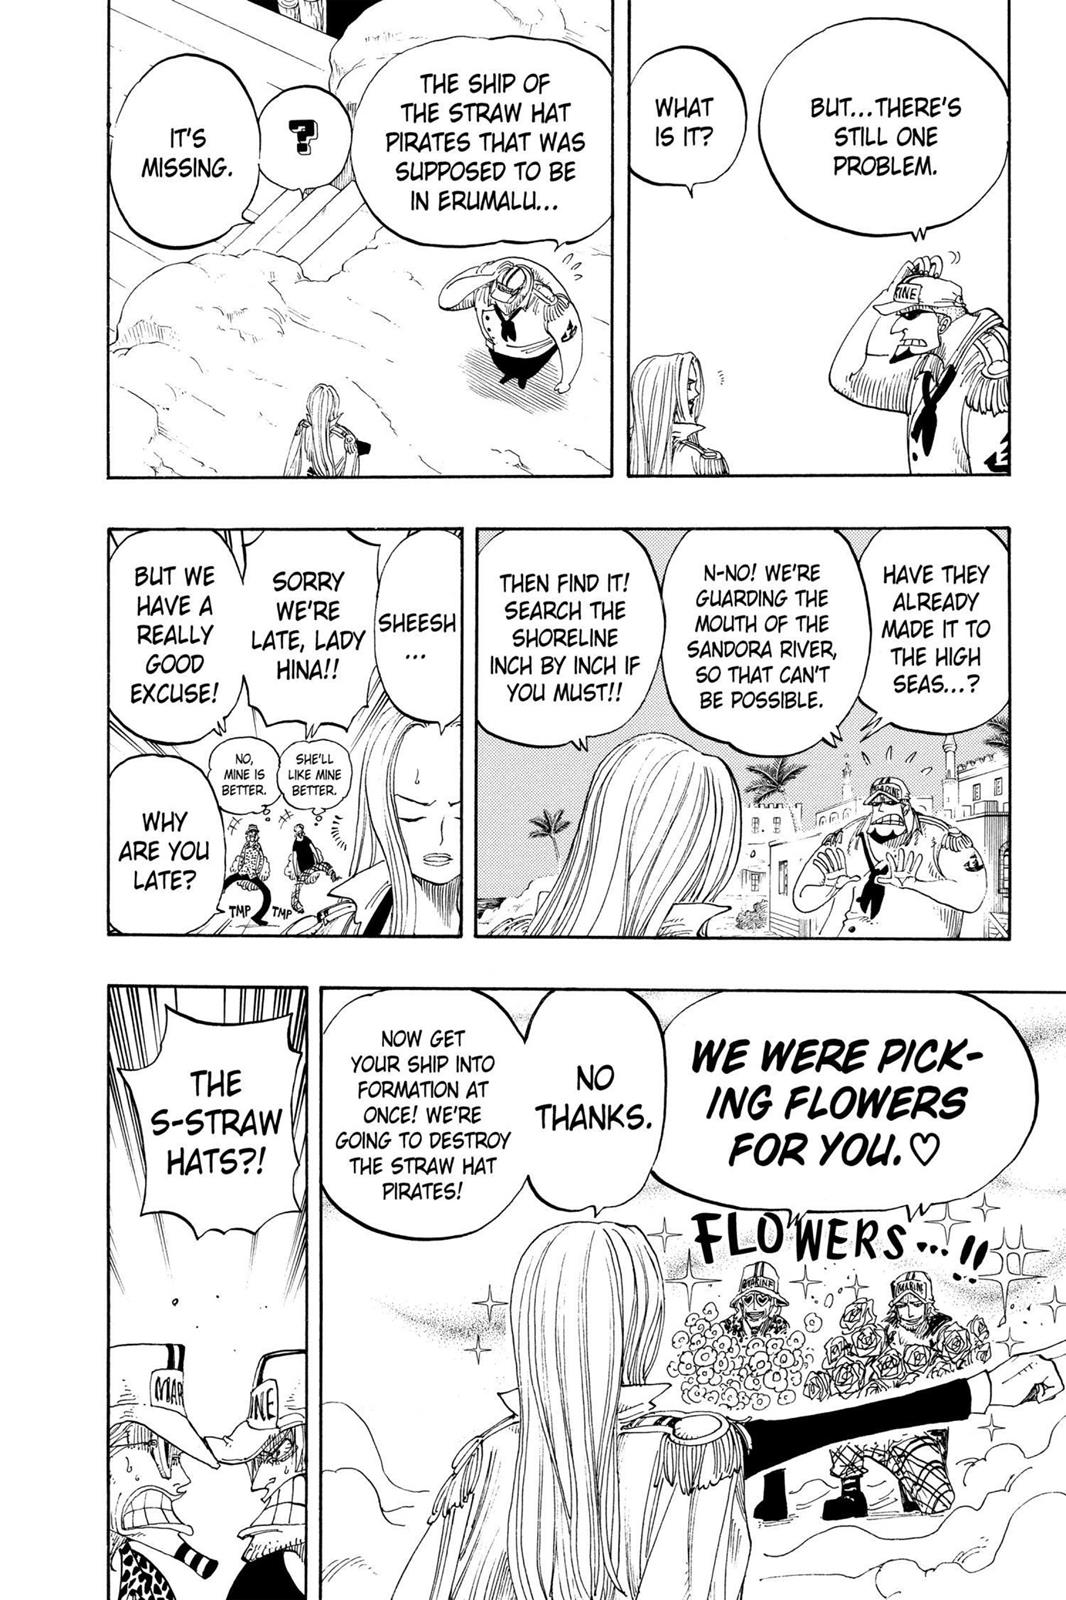 BUT...THERE'S
STILL ONE
PROBLEM.
WHAT
IS IT?
MARINE
THE SHIP OF
THE STRAW HAT
PIRATES THAT WAS
SUPPOSED TO BE
IN ERUMALU...
?
IT'S
MISSING.
HAVE THEY
ALREADY
MADE IT TO
THE HIGH
SEAS...?
N-NO! WE'RE
GUARDING THE
MOUTH OF THE
SANDORA RIVER,
SO THAT CAN'T
BE POSSIBLE.
THEN FIND IT!
SEARCH THE
SHORELINE
INCH BY INCH IF
YOU MUST!!
MARINE
SHEESH
...
SORRY
WE'RE
LATE, LADY
HINA!!
BUT WE
HAVE A
REALLY
GOOD
EXCUSE!
SHE'LL
LIKE MINE
BETTER.
NO,
MINE IS
BETTER.
WHY
ARE YOU
LATE?
TMP
TMP
WE WERE PICK-
ING FLOWERS
FOR YOU.♡
FLOWERS...!!
MARINE
MARINE
NO
THANKS.
NOW GET
YOUR SHIP INTO
FORMATION AT
ONCE! WE'RE
GOING TO DESTROY
THE STRAW HAT
PIRATES!
THE
S-STRAW
HATS?!
MAR
INE